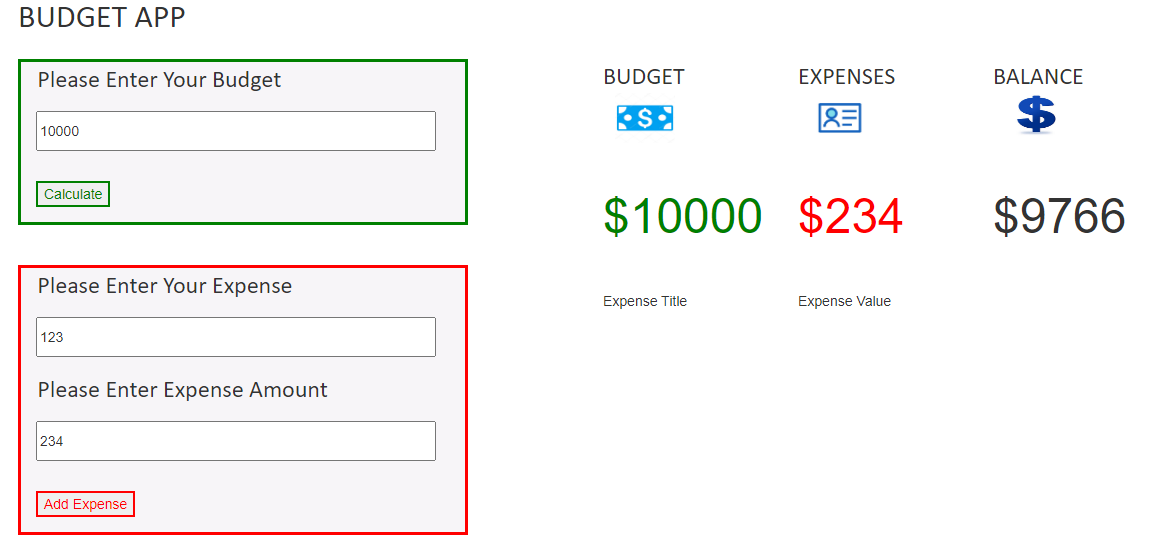 BUDGET APP
Please Enter Your Budget
10000
Calculate
Please Enter Your Expense
123
Please Enter Expense Amount
234
Add Expense
BUDGET EXPENSES BALANCE
$10000 $234 $9766
Expense Title Expense Value